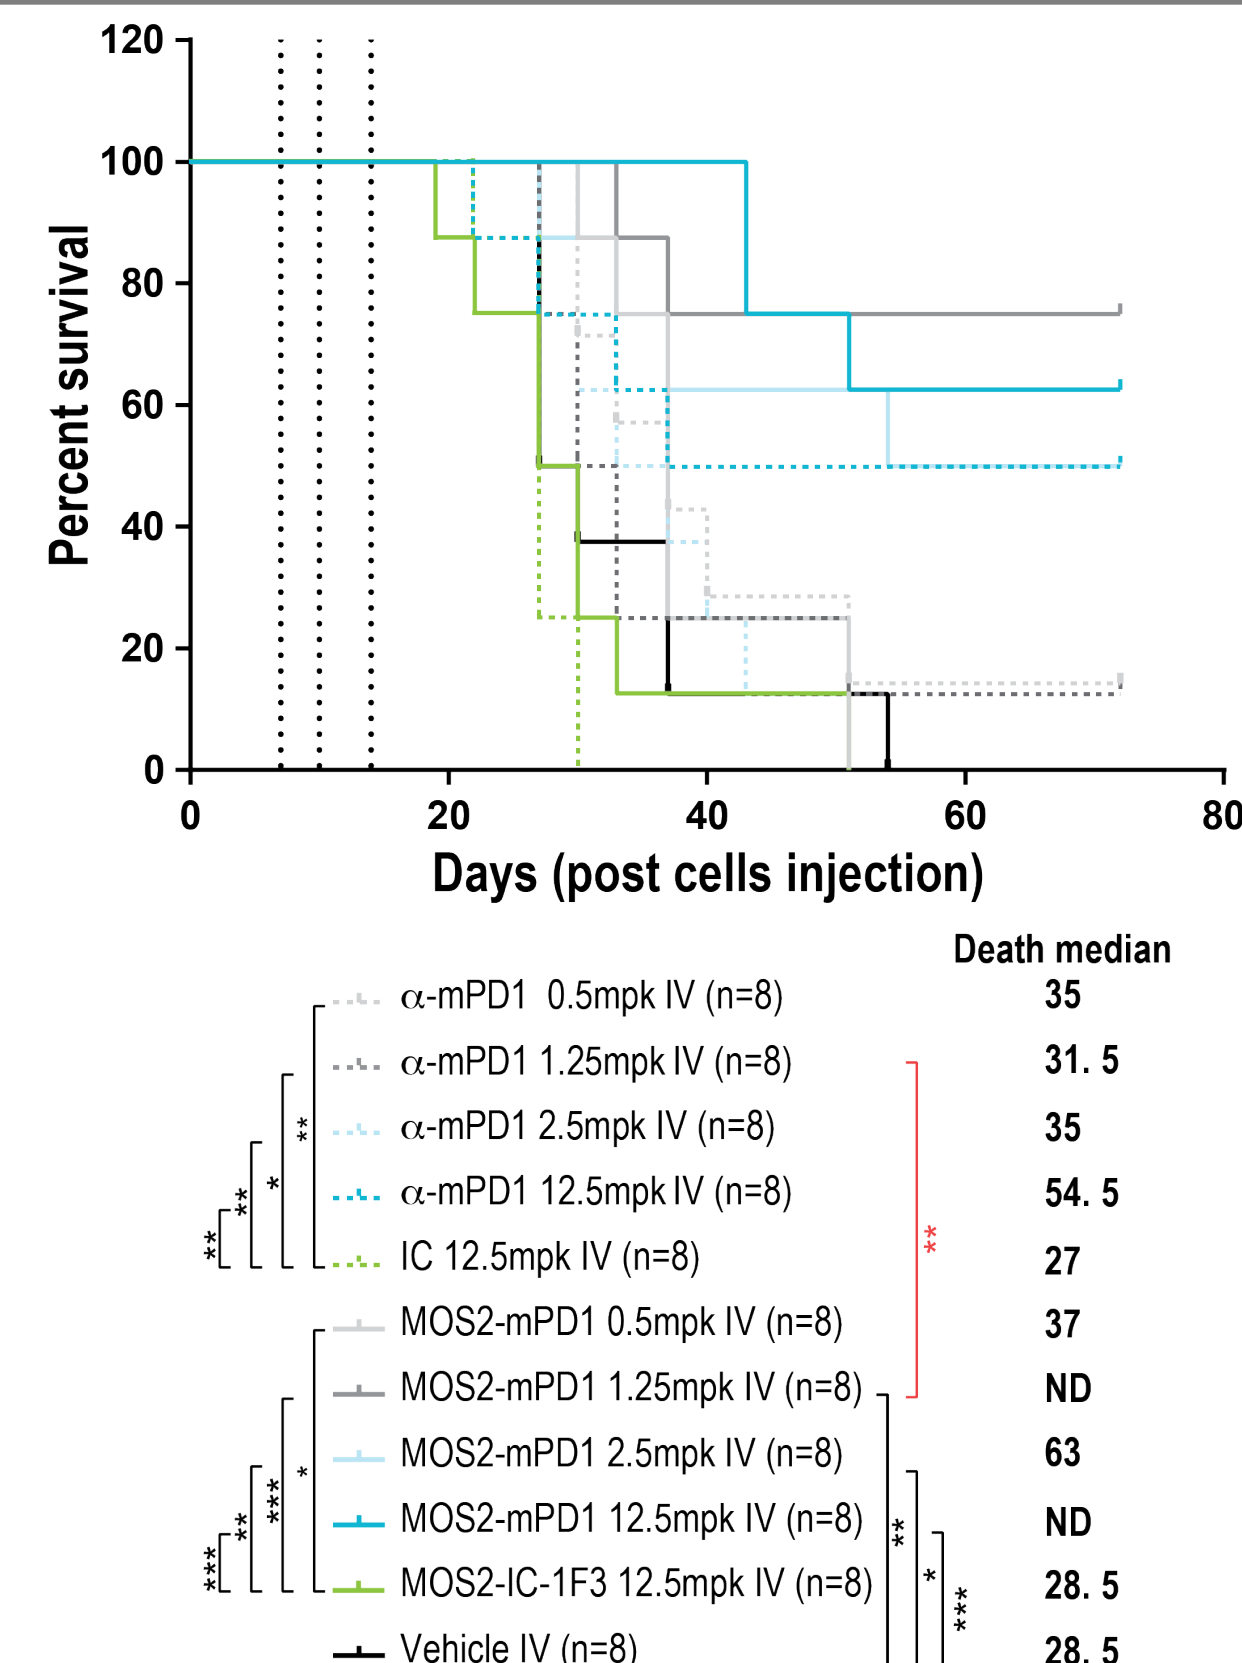 120
100
80
60
40
20
0
Percent survival
0 20 40 60 80
Days (post cells injection)
Death median
α-mPD1 0.5mpk IV (n=8) 35
α-mPD1 1.25mpk IV (n=8) 31. 5
α-mPD1 2.5mpk IV (n=8) 35
α-mPD1 12.5mpk IV (n=8) 54. 5
IC 12.5mpk IV (n=8) 27
MOS2-mPD1 0.5mpk IV (n=8) 37
MOS2-mPD1 1.25mpk IV (n=8) ND
MOS2-mPD1 2.5mpk IV (n=8) 63
MOS2-mPD1 12.5mpk IV (n=8) ND
MOS2-IC-1F3 12.5mpk IV (n=8) 28. 5
Vehicle IV (n=8) 28. 5
**
*
**
**
**
*
***
**
***
**
*
***